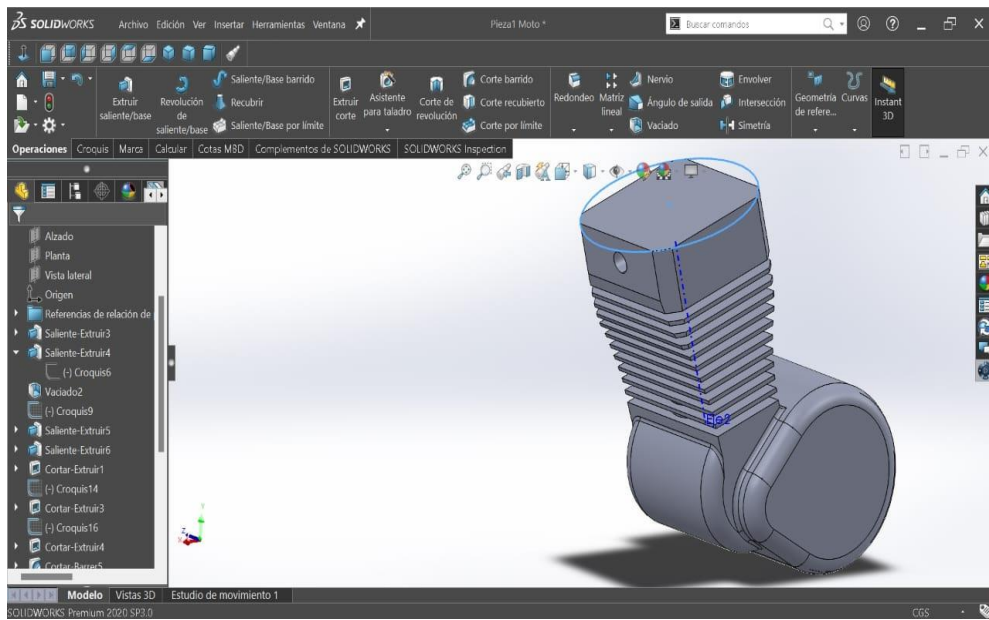 SOLIDWORKS Archivo Edición Ver Insertar Herramientas Ventana Pieza1 Moto * Buscar comandos
Extruir saliente/base
Revolución de saliente/base
Saliente/Base barrido
Recubrir
Saliente/Base por límite
Extruir corte
Asistente para taladro
Corte de revolución
Corte barrido
Corte recubierto
Corte por límite
Redondeo
Matriz lineal
Nervio
Ángulo de salida
Vaciado
Envolver
Intersección
Simetría
Geometría de refere...
Curvas
Instant 3D
Operaciones Croquis Marca Calcular Cotas MBD Complementos de SOLIDWORKS SOLIDWORKS Inspection
Alzado
Planta
Vista lateral
Origen
Referencias de relación de
Saliente-Extruir3
Saliente-Extruir4
(-) Croquis6
Vaciado2
(-) Croquis9
Saliente-Extruir5
Saliente-Extruir6
Cortar-Extruir1
(-) Croquis14
Cortar-Extruir3
(-) Croquis16
Cortar-Extruir4
Cortar-Barrer5
Eje2
Y
Z
X
Modelo Vistas 3D Estudio de movimiento 1
SOLIDWORKS Premium 2020 SP3.0 CGS